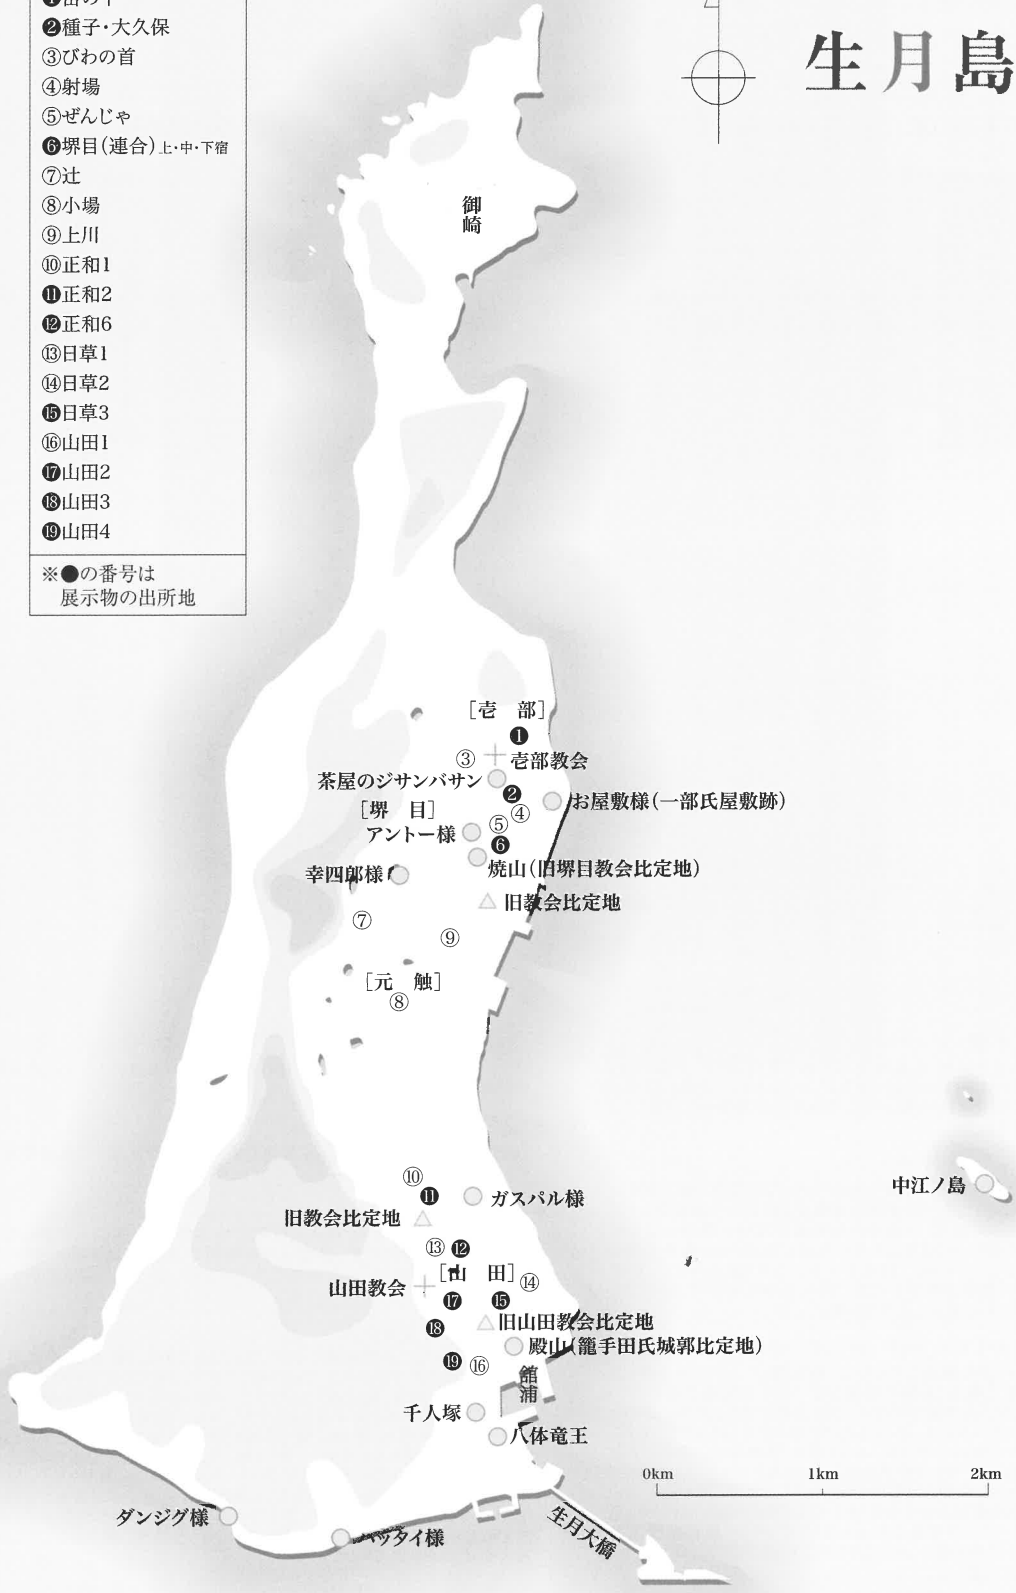 生月島
❷種子・大久保
③びわの首
④射場
⑤ぜんじゃ
❻堺目(連合)上・中・下宿
⑦辻
⑧小場
⑨上川
⑩正和1
⓫正和2
⓬正和6
⑬日草1
⑭日草2
⓯日草3
⑯山田1
⓱山田2
⓲山田3
⓳山田4
※●の番号は
展示物の出所地
御崎
[壱 部]
❶
③
壱部教会
茶屋のジサンバサン
❷
お屋敷様(一部氏屋敷跡)
[堺 目]
④
⑤
アントー様
❻
焼山(旧堺目教会比定地)
幸四郎様
旧教会比定地
⑦
⑨
[元 触]
⑧
⑩
⓫
ガスパル様
中江ノ島
旧教会比定地
⑬
⓬
[山 田]
⑭
山田教会
⓱
⓯
旧山田教会比定地
⓲
殿山(籠手田氏城郭比定地)
⓳
⑯
舘浦
千人塚
八体竜王
0km 1km 2km
ダンジグ様
ハッタイ様
生月大橋